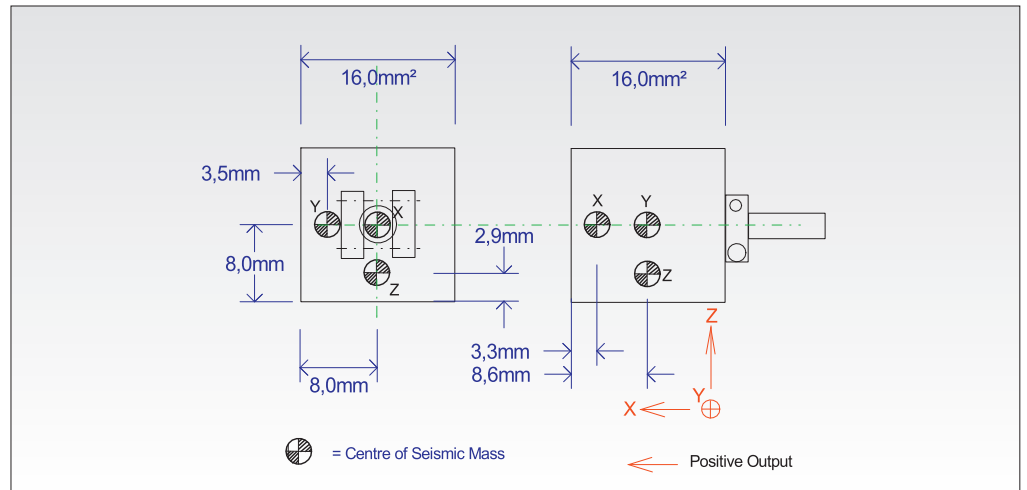 16,0mm²
16,0mm²
3,5mm
Y
X
X
Y
2,9mm
8,0mm
Z
Z
Z
3,3mm
8,0mm
8,6mm
Y
X
= Centre of Seismic Mass
Positive Output